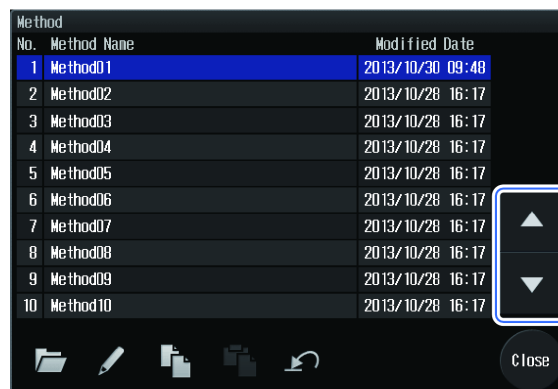 Method
No. Method Name Modified Date
1 Method01 2013/10/30 09:48
2 Method02 2013/10/28 16:17
3 Method03 2013/10/28 16:17
4 Method04 2013/10/28 16:17
5 Method05 2013/10/28 16:17
6 Method06 2013/10/28 16:17
7 Method07 2013/10/28 16:17
8 Method08 2013/10/28 16:17
9 Method09 2013/10/28 16:17
10 Method10 2013/10/28 16:17
Close